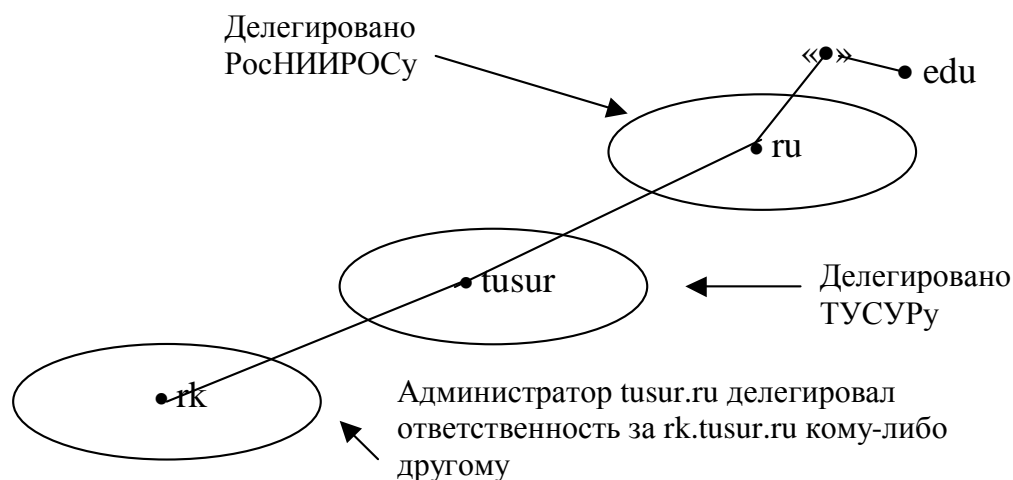 Делегировано
РосНИИРОСу
«»
edu
ru
tusur
Делегировано
ТУСУРу
rk
Администратор tusur.ru делегировал
ответственность за rk.tusur.ru кому-либо
другому